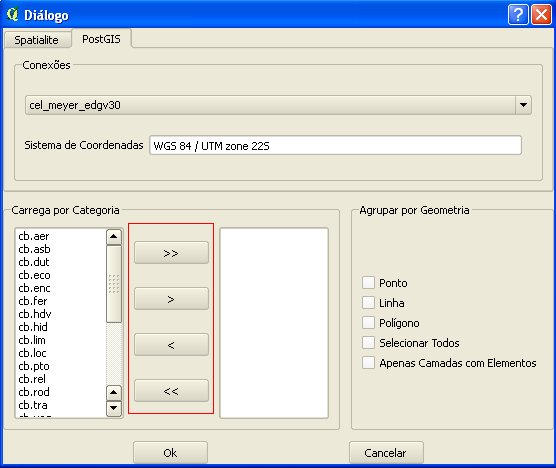 Diálogo
Spatialite PostGIS
Conexões
cel_meyer_edgv30
Sistema de Coordenadas WGS 84 / UTM zone 22S
Carrega por Categoria
cb.aer
cb.asb
cb.dut
cb.eco
cb.enc
cb.fer
cb.hdv
cb.hid
cb.lim
cb.loc
cb.pto
cb.rel
cb.rod
cb.tra
>>
>
<
<<
Agrupar por Geometria
Ponto
Linha
Polígono
Selecionar Todos
Apenas Camadas com Elementos
Ok Cancelar